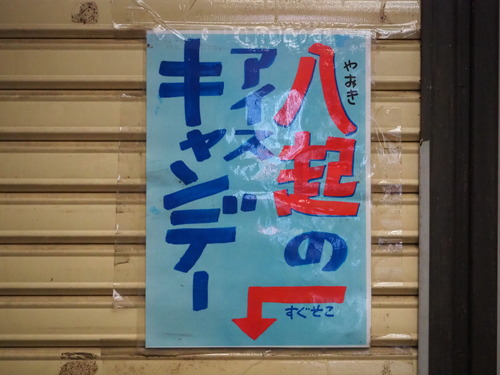 やおき
八起の
アイス
キャンデー
すぐそこ